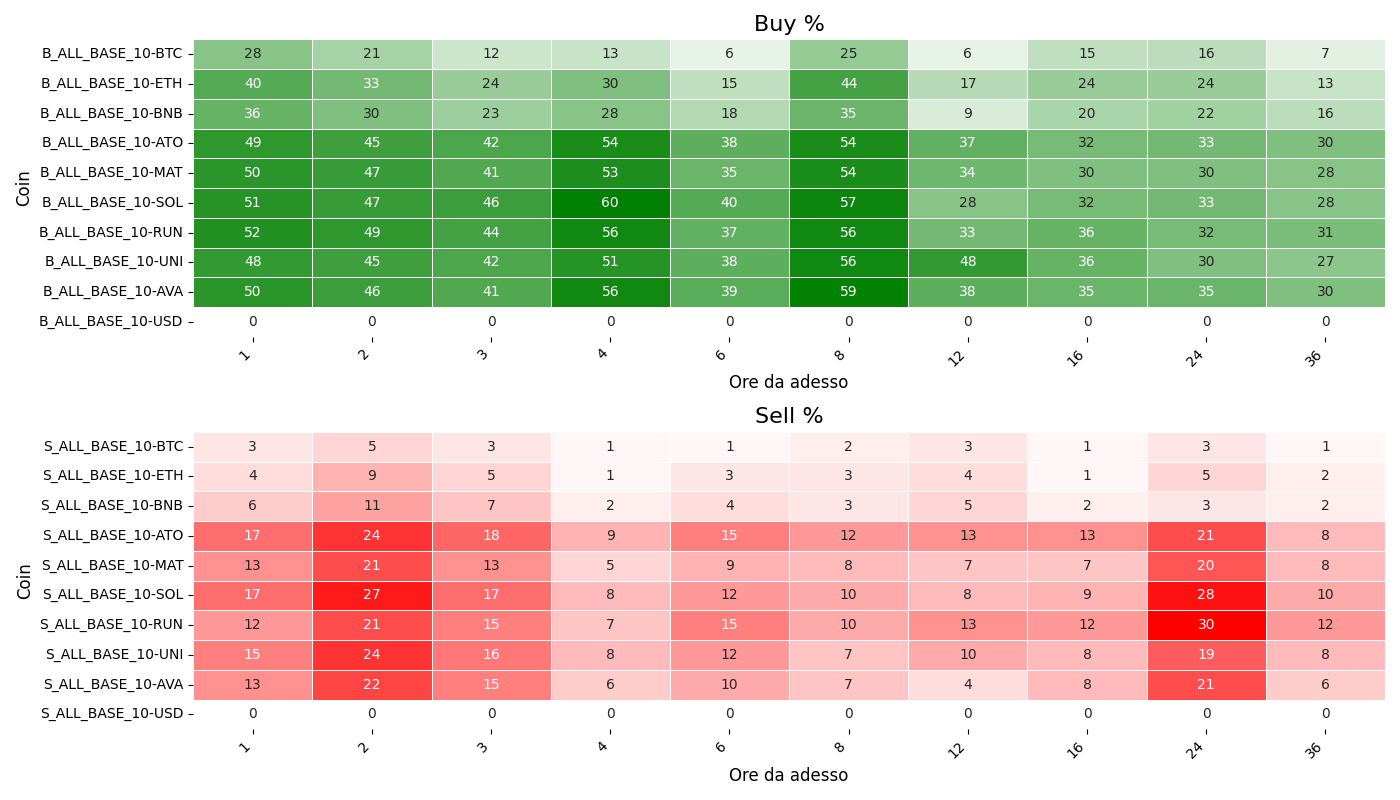 Buy %
Coin
B_ALL_BASE_10-BTC 28 21 12 13 6 25 6 15 16 7
B_ALL_BASE_10-ETH 40 33 24 30 15 44 17 24 24 13
B_ALL_BASE_10-BNB 36 30 23 28 18 35 9 20 22 16
B_ALL_BASE_10-ATO 49 45 42 54 38 54 37 32 33 30
B_ALL_BASE_10-MAT 50 47 41 53 35 54 34 30 30 28
B_ALL_BASE_10-SOL 51 47 46 60 40 57 28 32 33 28
B_ALL_BASE_10-RUN 52 49 44 56 37 56 33 36 32 31
B_ALL_BASE_10-UNI 48 45 42 51 38 56 48 36 30 27
B_ALL_BASE_10-AVA 50 46 41 56 39 59 38 35 35 30
B_ALL_BASE_10-USD 0 0 0 0 0 0 0 0 0 0
1 2 3 4 6 8 12 16 24 36
Ore da adesso
Sell %
Coin
S_ALL_BASE_10-BTC 3 5 3 1 1 2 3 1 3 1
S_ALL_BASE_10-ETH 4 9 5 1 3 3 4 1 5 2
S_ALL_BASE_10-BNB 6 11 7 2 4 3 5 2 3 2
S_ALL_BASE_10-ATO 17 24 18 9 15 12 13 13 21 8
S_ALL_BASE_10-MAT 13 21 13 5 9 8 7 7 20 8
S_ALL_BASE_10-SOL 17 27 17 8 12 10 8 9 28 10
S_ALL_BASE_10-RUN 12 21 15 7 15 10 13 12 30 12
S_ALL_BASE_10-UNI 15 24 16 8 12 7 10 8 19 8
S_ALL_BASE_10-AVA 13 22 15 6 10 7 4 8 21 6
S_ALL_BASE_10-USD 0 0 0 0 0 0 0 0 0 0
1 2 3 4 6 8 12 16 24 36
Ore da adesso